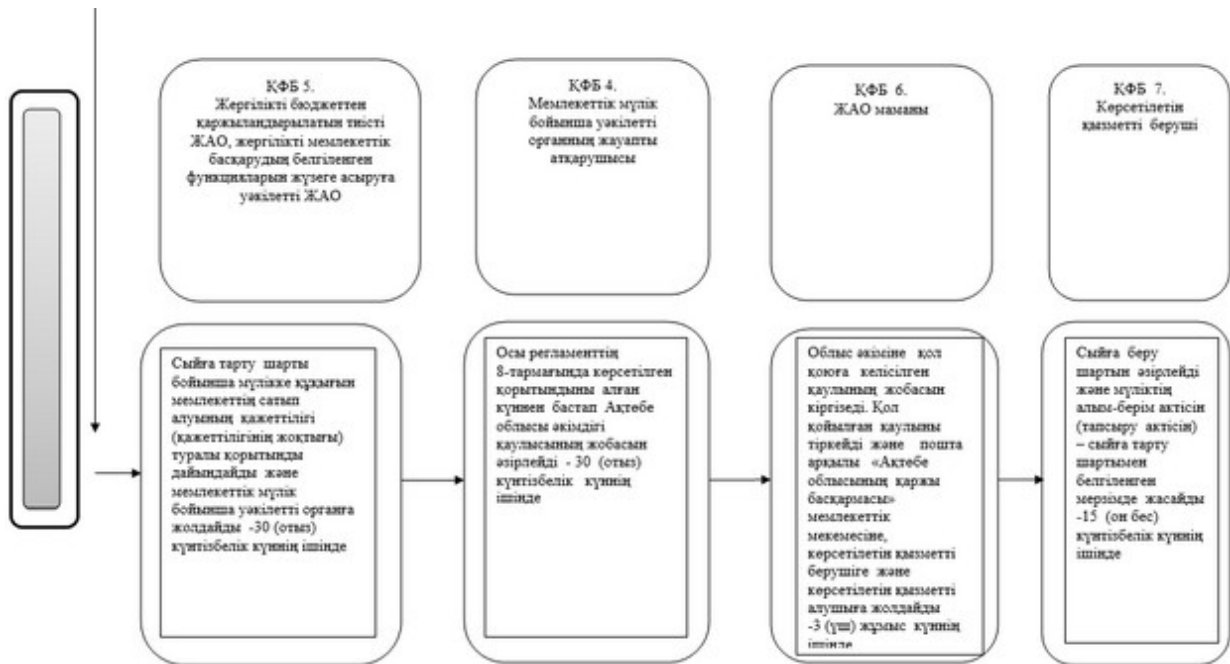 ҚФБ 5.
Жергілікті бюджеттен
қаржыландырылатын тиісті
ЖАО, жергілікті мемлекеттік
басқарудың белгіленген
функцияларын жүзеге асыруға
уәкілетті ЖАО
ҚФБ 4.
Мемлекеттік мүлік
бойынша уәкілетті
органның жауапты
атқарушысы
ҚФБ 6.
ЖАО маманы
ҚФБ 7.
Көрсетілетін
қызметті беруші
Сыйға тарту шарты
бойынша мүлікке құқығын
мемлекеттің сатып
алуының қажеттілігі
(қажеттілігінің жоқтығы)
туралы қорытынды
дайындайды және
мемлекеттік мүлік
бойынша уәкілетті органға
жолдайды -30 (отыз)
күнтізбелік күннің ішінде
Осы регламенттің
8-тармағында көрсетілген
қорытындыны алған
күннен бастап Ақтөбе
облысы әкімдігі
қаулысының жобасын
әзірлейді - 30 (отыз)
күнтізбелік күннің
ішінде
Облыс әкіміне қол
қоюға келісілген
қаулының жобасын
кіргізеді. Қол
қойылған қаулыны
тіркейді және пошта
арқылы «Ақтөбе
облысының қаржы
басқармасы»
мемлекеттік
мекемесіне,
көрсетілетін қызметті
берушіге және
көрсетілетін қызметті
алушыға жолдайды
-3 (үш) жұмыс күннің
ішінде
Сыйға беру
шартын әзірлейді
және мүліктің
алым-берім актісін
(тапсыру актісін)
– сыйға тарту
шартымен
белгіленген
мерзімде жасайды
-15 (он бес)
күнтізбелік күннің
ішінде